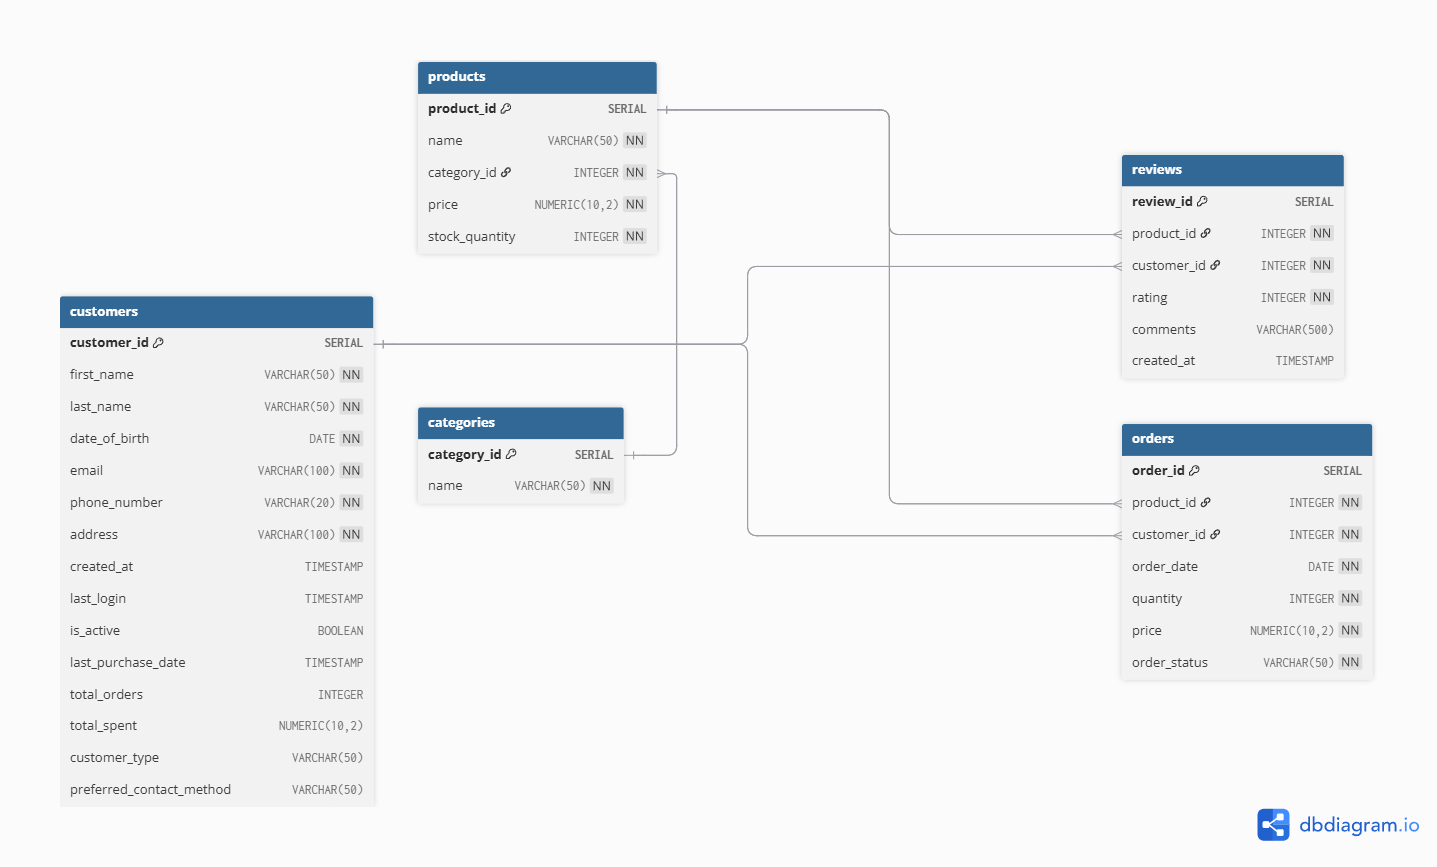 products
product_id SERIAL
name VARCHAR(50) NN
category_id INTEGER NN
price NUMERIC(10,2) NN
stock_quantity INTEGER NN
reviews
review_id SERIAL
product_id INTEGER NN
customer_id INTEGER NN
rating INTEGER NN
comments VARCHAR(500)
created_at TIMESTAMP
customers
customer_id SERIAL
first_name VARCHAR(50) NN
last_name VARCHAR(50) NN
date_of_birth DATE NN
email VARCHAR(100) NN
phone_number VARCHAR(20) NN
address VARCHAR(100) NN
created_at TIMESTAMP
last_login TIMESTAMP
is_active BOOLEAN
last_purchase_date TIMESTAMP
total_orders INTEGER
total_spent NUMERIC(10,2)
customer_type VARCHAR(50)
preferred_contact_method VARCHAR(50)
categories
category_id SERIAL
name VARCHAR(50) NN
orders
order_id SERIAL
product_id INTEGER NN
customer_id INTEGER NN
order_date DATE NN
quantity INTEGER NN
price NUMERIC(10,2) NN
order_status VARCHAR(50) NN
dbdiagram.io